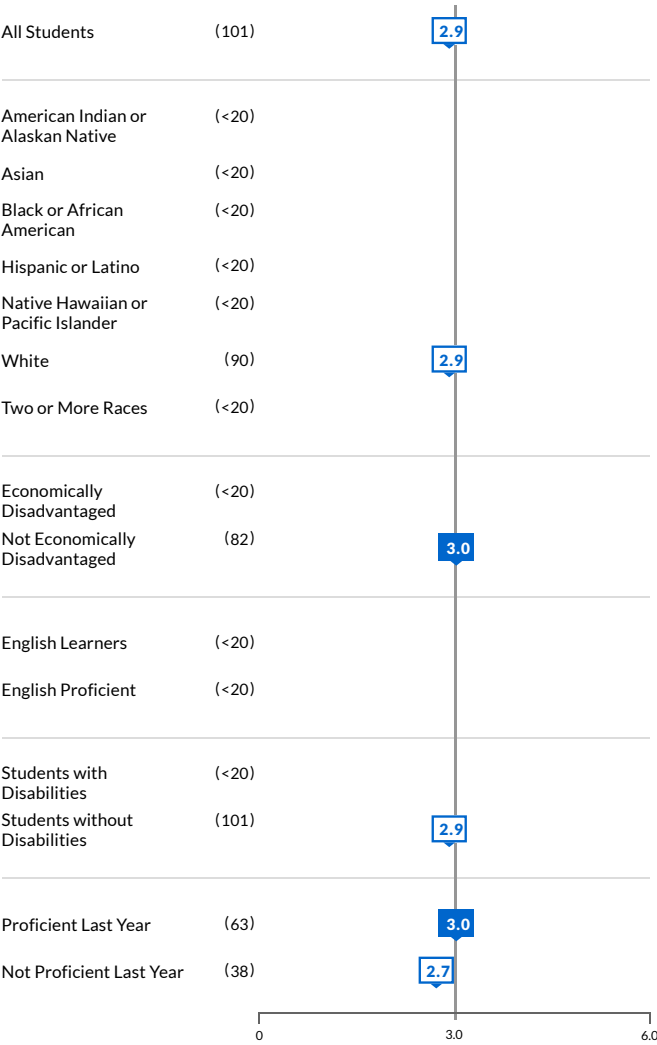 All Students (101) 2.9
American Indian or (<20)
Alaskan Native
Asian (<20)
Black or African (<20)
American
Hispanic or Latino (<20)
Native Hawaiian or (<20)
Pacific Islander
White (90) 2.9
Two or More Races (<20)
Economically (<20)
Disadvantaged
Not Economically (82) 3.0
Disadvantaged
English Learners (<20)
English Proficient (<20)
Students with (<20)
Disabilities
Students without (101) 2.9
Disabilities
Proficient Last Year (63) 3.0
Not Proficient Last Year (38) 2.7
0 3.0 6.0